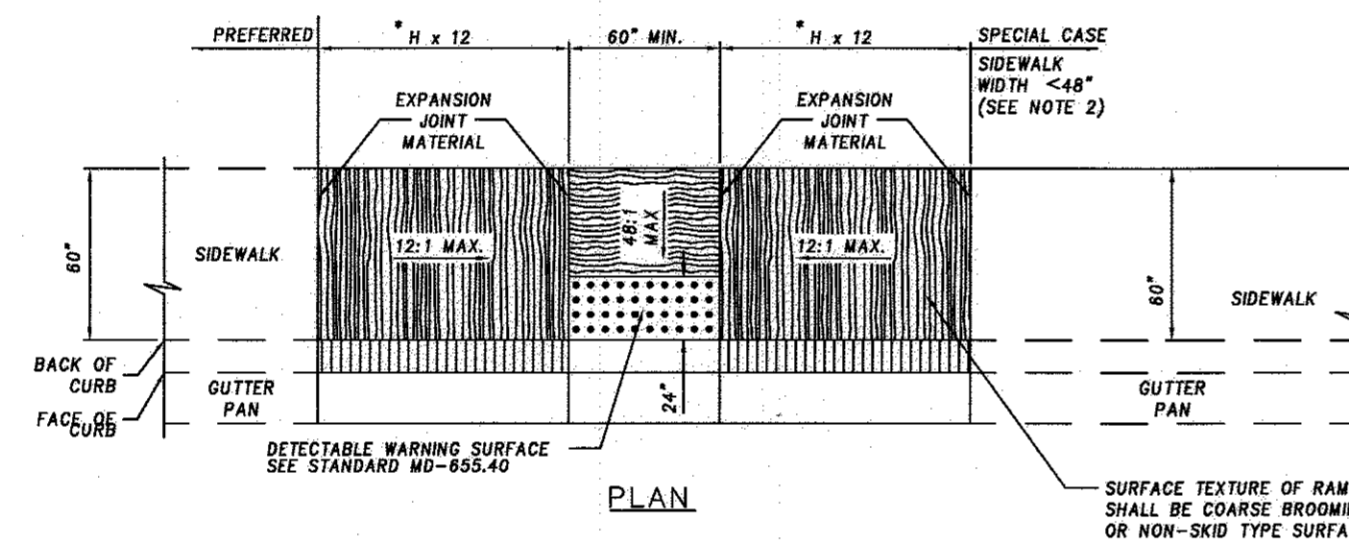 PREFERRED
* H x 12
60" MIN.
* H x 12
SPECIAL CASE
SIDEWALK
WIDTH <48"
(SEE NOTE 2)
EXPANSION
JOINT
MATERIAL
EXPANSION
JOINT
MATERIAL
60"
SIDEWALK
12:1 MAX.
48:1
MAX
12:1 MAX.
60"
SIDEWALK
BACK OF
CURB
FACE OF
CURB
GUTTER
PAN
24"
GUTTER
PAN
DETECTABLE WARNING SURFACE
SEE STANDARD MD-655.40
PLAN
SURFACE TEXTURE OF RAM
SHALL BE COARSE BROOMI
OR NON-SKID TYPE SURFA